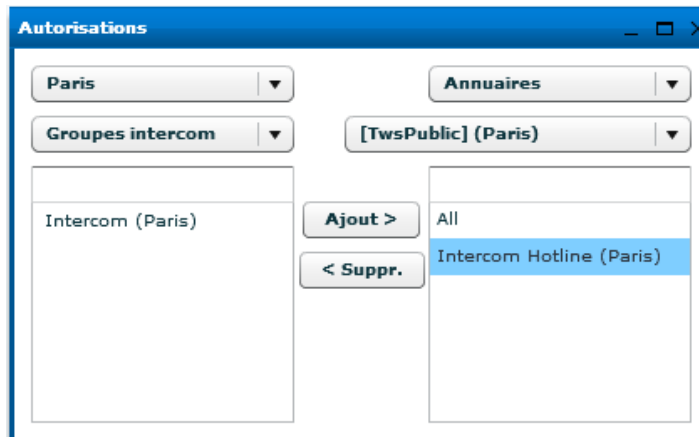 Autorisations
Paris
Annuaires
Groupes intercom
[TwsPublic] (Paris)
Intercom (Paris)
Ajout >
All
< Suppr.
Intercom Hotline (Paris)